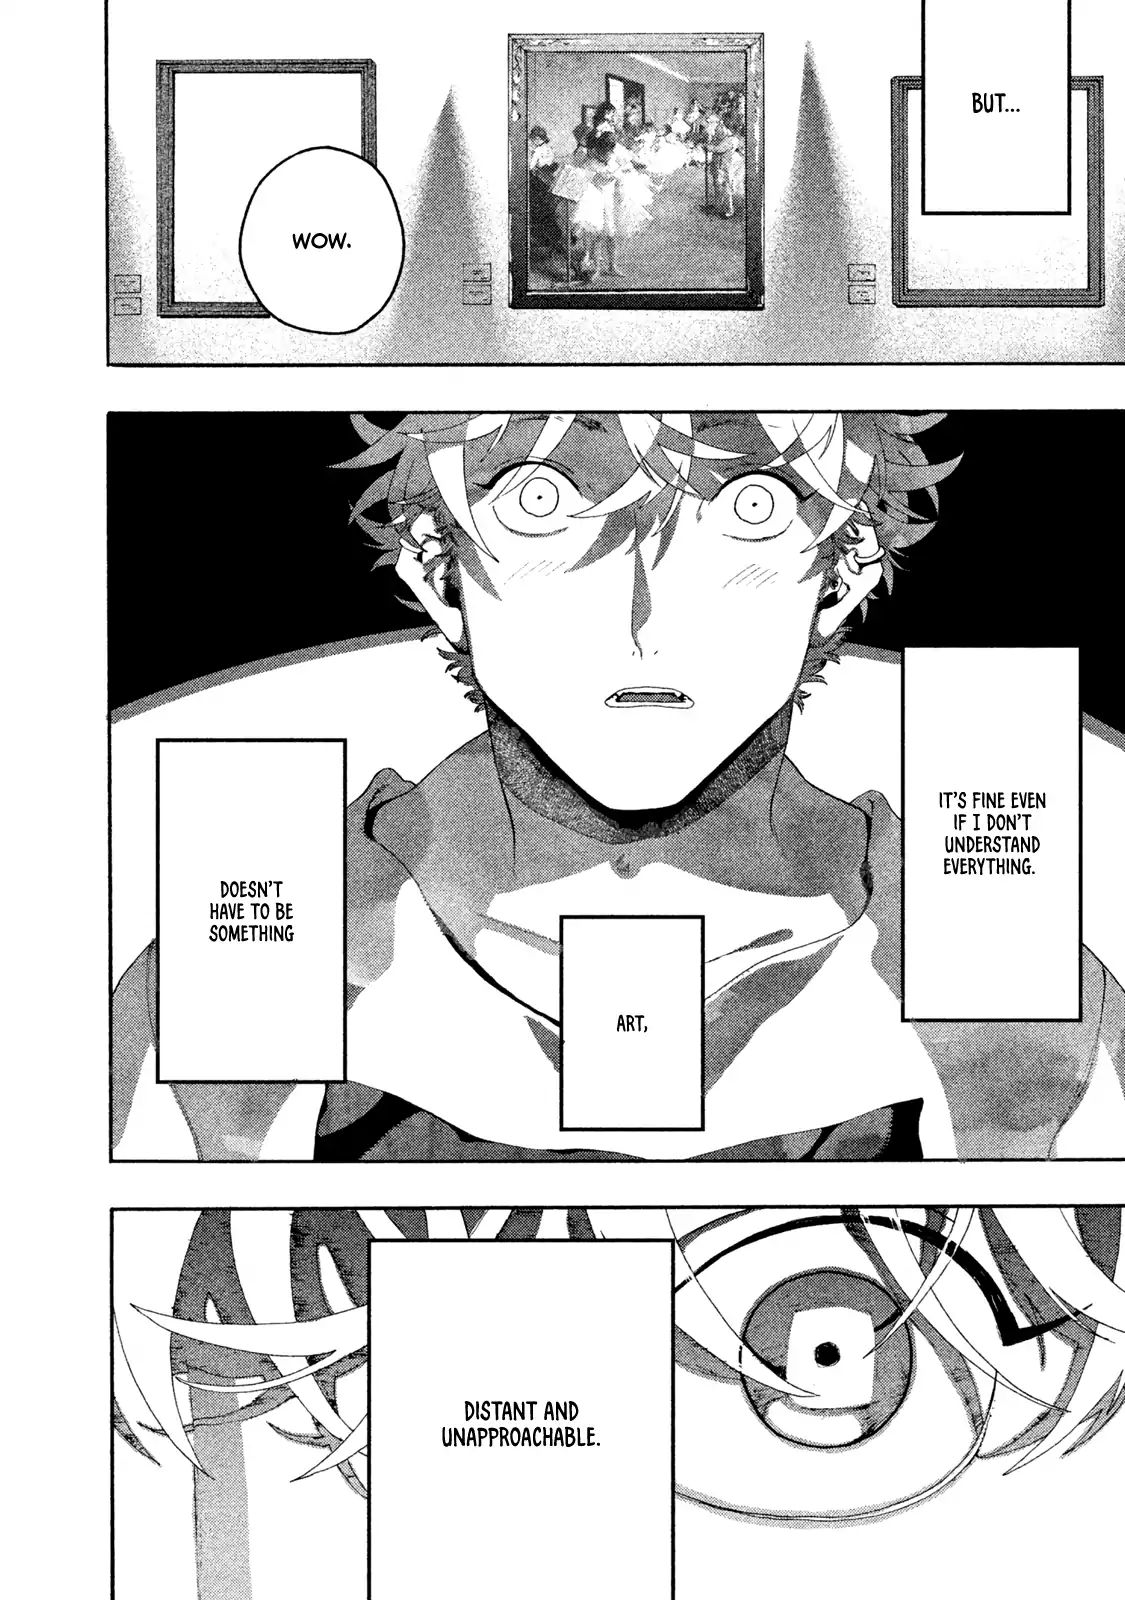 BUT...
WOW.
IT'S FINE EVEN
IF I DON'T
UNDERSTAND
EVERYTHING.
ART,
DOESN'T
HAVE TO BE
SOMETHING
DISTANT AND
UNAPPROACHABLE.